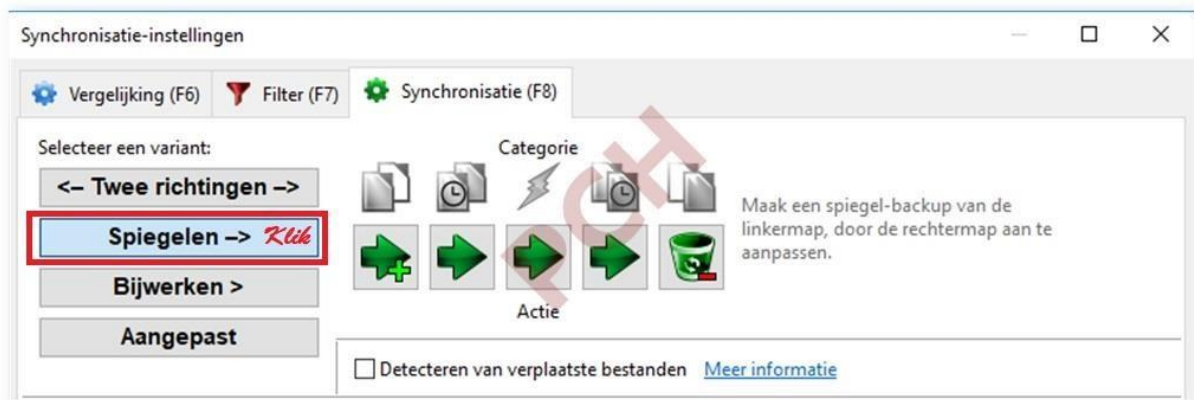 Synchronisatie-instellingen
Vergelijking (F6) Filter (F7) Synchronisatie (F8)
Selecteer een variant:
<– Twee richtingen –>
Spiegelen –> Klik
Bijwerken >
Aangepast
Categorie
PCH
Actie
Maak een spiegel-backup van de
linkermap, door de rechtermap aan te
aanpassen.
Detecteren van verplaatste bestanden Meer informatie